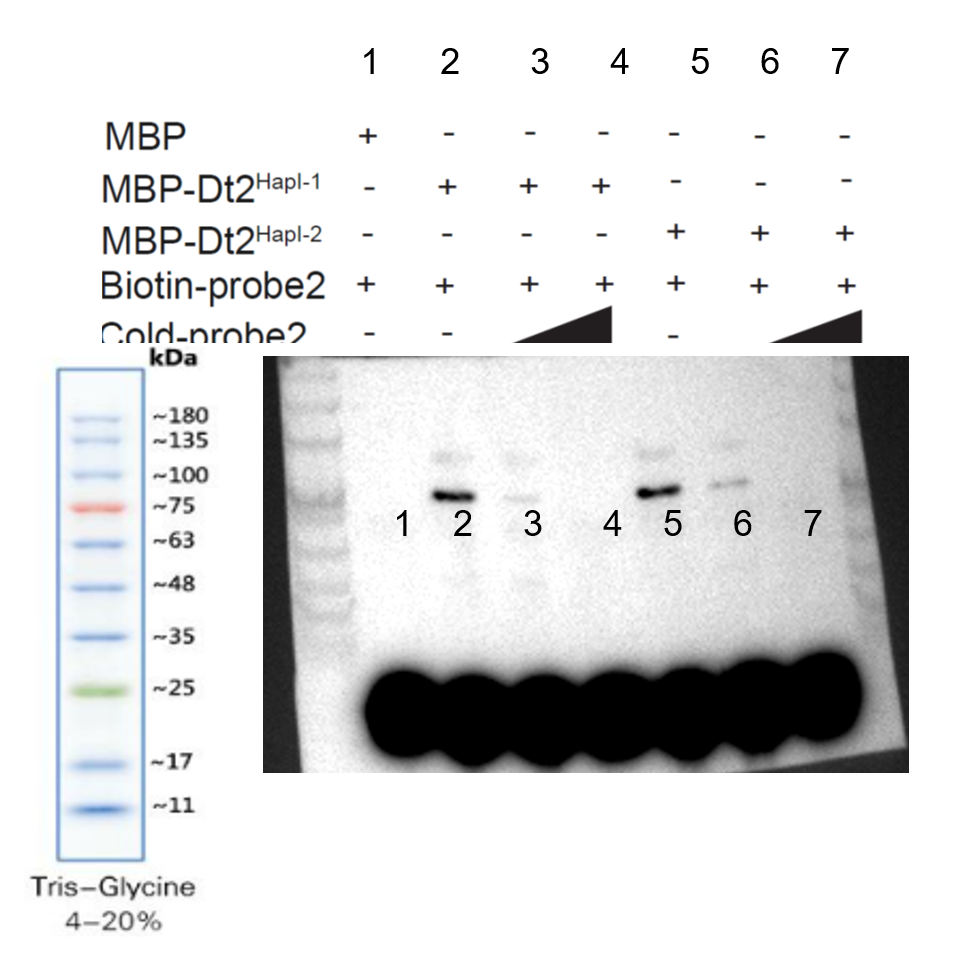 1 2 3 4 5 6 7
MBP + - - - - - -
MBP-Dt2HapI-1 - + + + - - -
MBP-Dt2HapI-2 - - - - + + +
Biotin-probe2 + + + + + + +
Cold-probe2 - - -
kDa
~180
~135
~100
~75
~63
~48
~35
~25
~17
~11
1 2 3 4 5 6 7
Tris–Glycine
4–20%